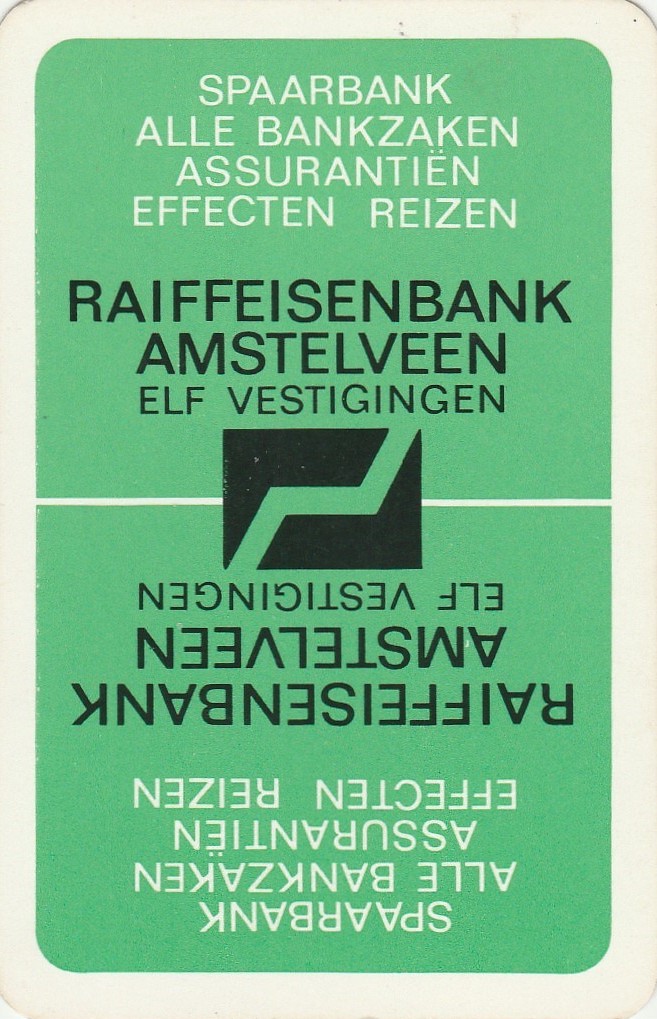 SPAARBANK
ALLE BANKZAKEN
ASSURANTIËN
EFFECTEN REIZEN
RAIFFEISENBANK
AMSTELVEEN
ELF VESTIGINGEN
ELF VESTIGINGEN
AMSTELVEEN
RAIFFEISENBANK
EFFECTEN REIZEN
ASSURANTIËN
ALLE BANKZAKEN
SPAARBANK